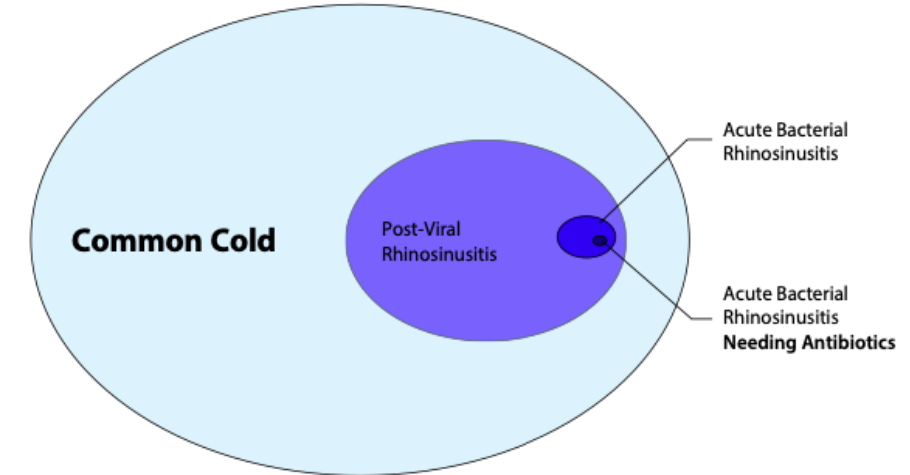 Common Cold
Post-Viral
Rhinosinusitis
Acute Bacterial
Rhinosinusitis
Acute Bacterial
Rhinosinusitis
Needing Antibiotics